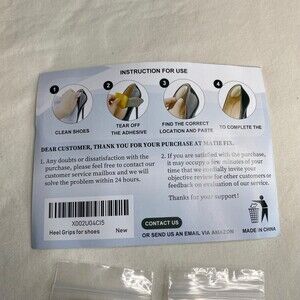 INSTRUCTION FOR USE
1 2 3 4
CLEAN SHOES
TEAR OFF
THE ADHESIVE
FIND THE CORRECT
LOCATION AND PASTE
TO COMPLETE THE
DEAR CUSTOMER, THANK YOU FOR YOUR PURCHASE AT MATIE FIX.
1. Any doubts or dissatisfaction with the
purchase, please feel free to contact our
customer service mailbox and we will
solve the problem within 24 hours.
2. If you are satisfied with the purchase,
it may occupy a few minutes of your
time that we cordially invite your
objective review for other customers or
feedback on evaluation of our service.
Thanks for your support!
X002U04CI5
Heel Grips for shoes New
CONTACT US
OR SEND US AN EMAIL VIA AMAZON
MADE IN CHINA